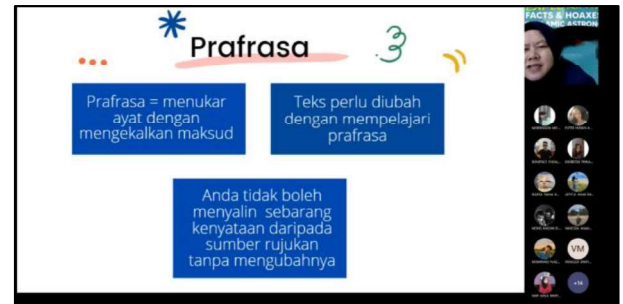 Prafrasa
Prafrasa = menukar
ayat dengan
mengekalkan maksud
Teks perlu diubah
dengan mempelajari
prafrasa
Anda tidak boleh
menyalin sebarang
kenyataan daripada
sumber rujukan
tanpa mengubahnya
FACTS & HOAXES
VM
+14